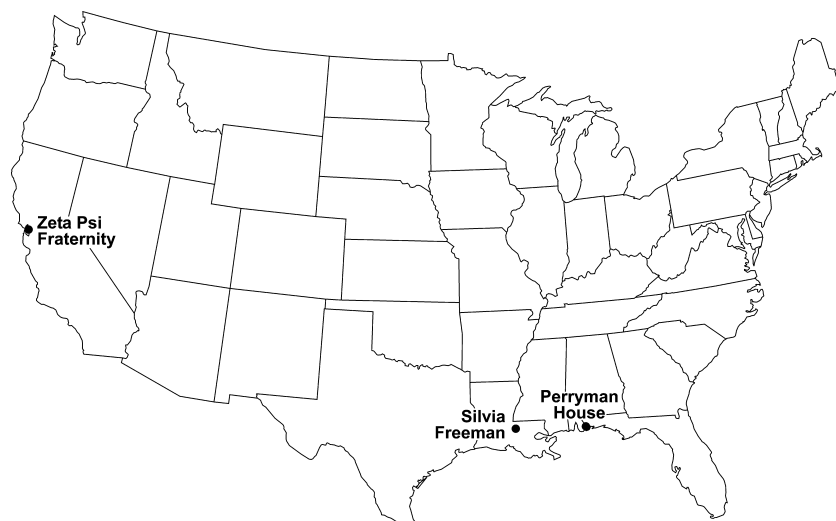 Zeta Psi
Fraternity
Perryman
House
Silvia
Freeman